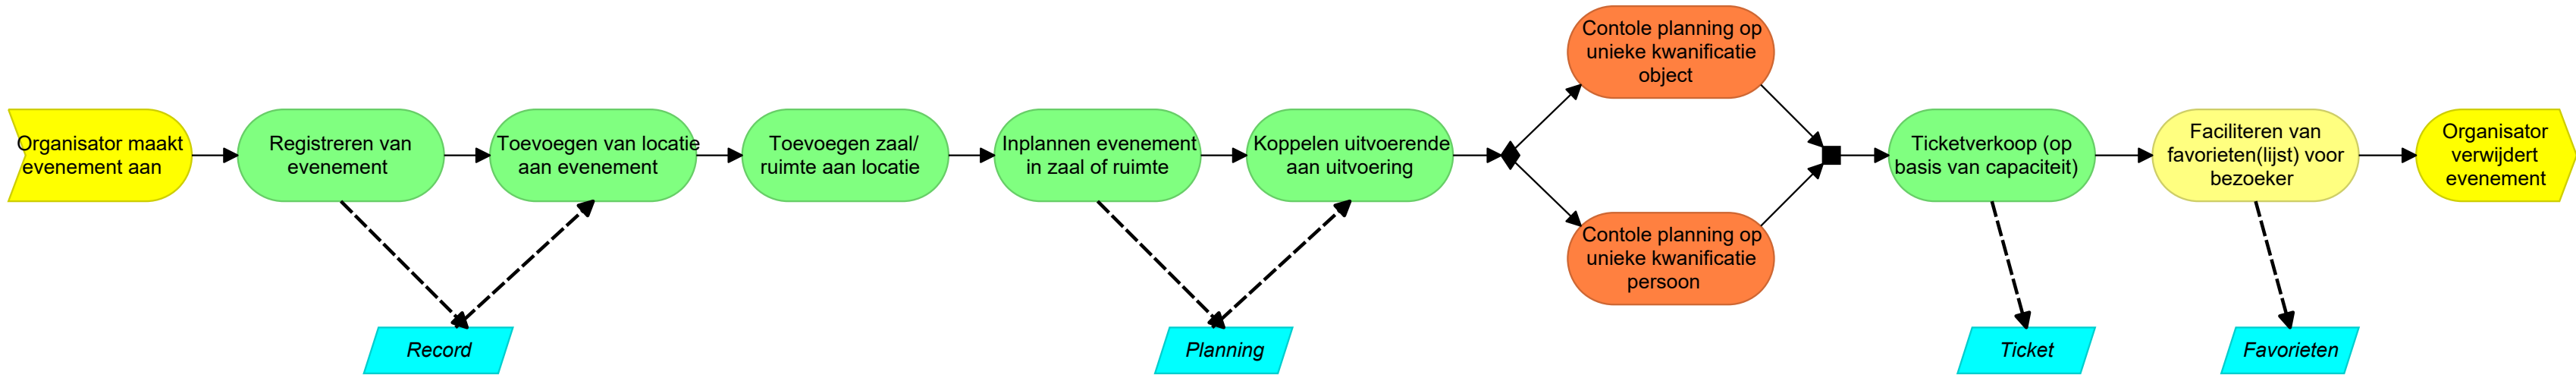 Organisator maakt
evenement aan
Registreren van
evenement
Toevoegen van locatie
aan evenement
Toevoegen zaal/
ruimte aan locatie
Inplannen evenement
in zaal of ruimte
Koppelen uitvoerende
aan uitvoering
Contole planning op
unieke kwanificatie
object
Contole planning op
unieke kwanificatie
persoon
Ticketverkoop (op
basis van capaciteit)
Faciliteren van
favorieten(lijst) voor
bezoeker
Organisator
verwijdert
evenement
Record
Planning
Ticket
Favorieten